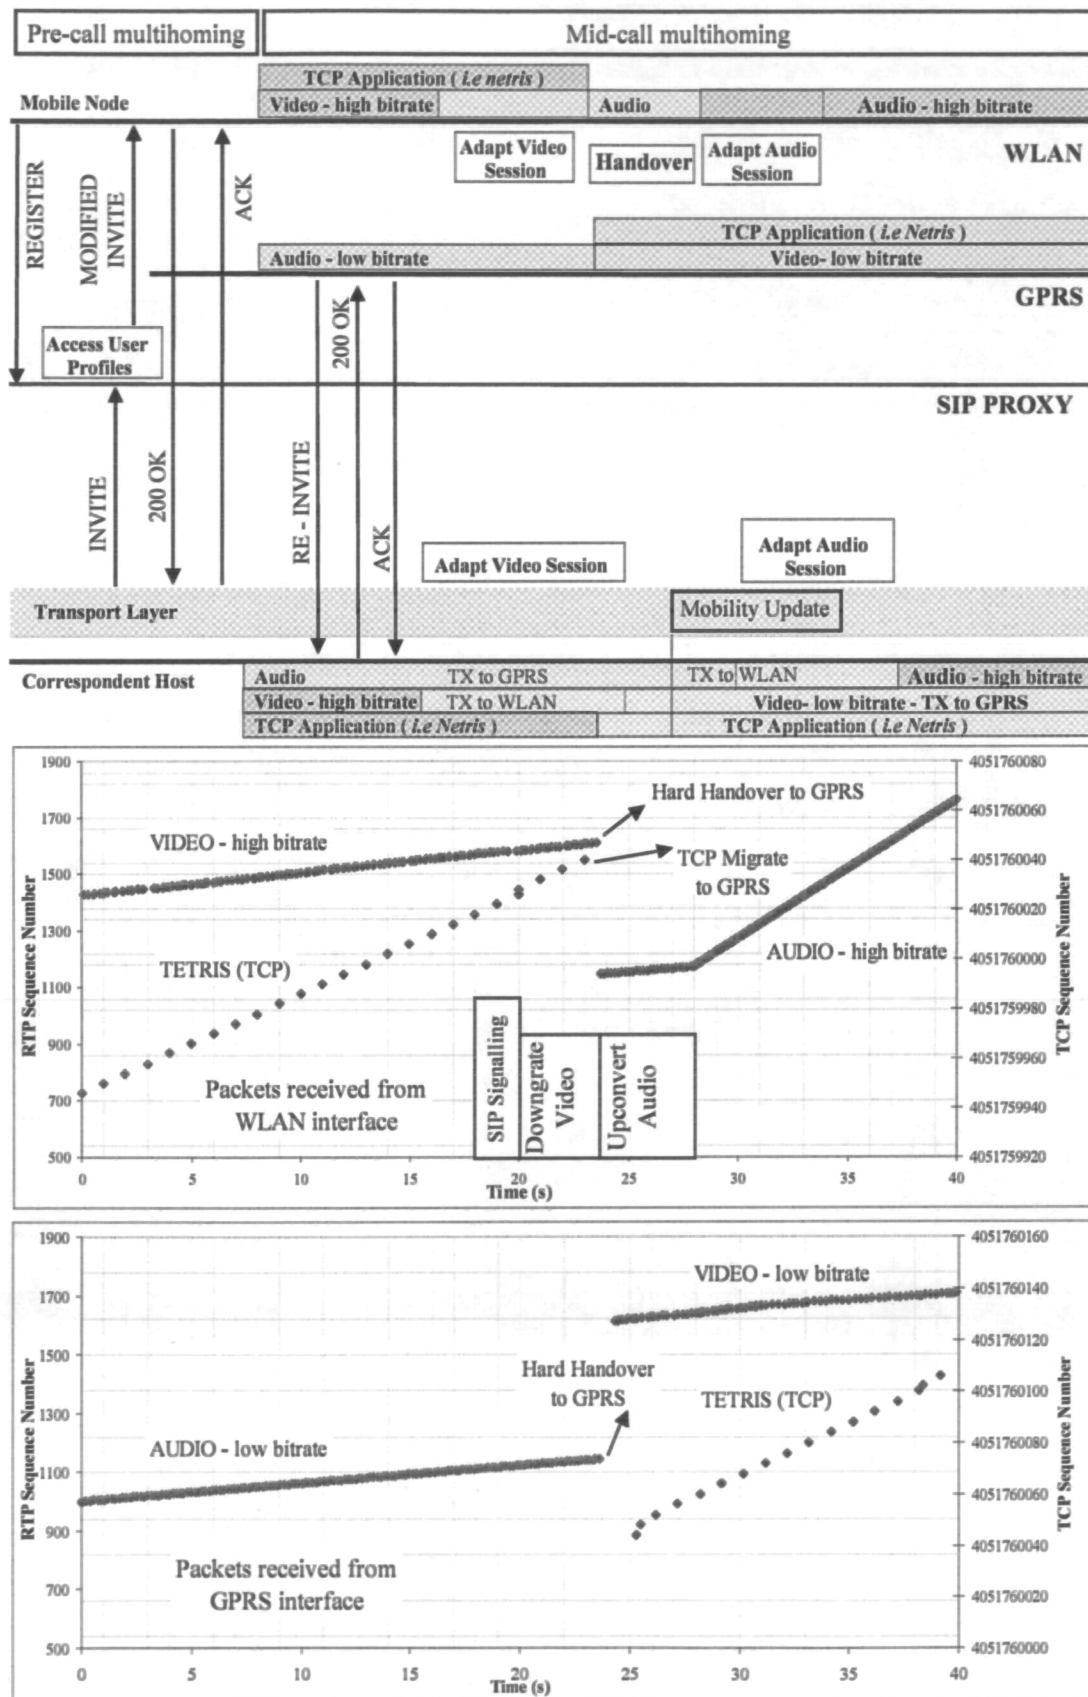 Pre-call multihoming
Mid-call multihoming
TCP Application ( i.e netris )
Mobile Node
Video - high bitrate
Audio
Audio - high bitrate
WLAN
Adapt Video
Session
Handover
Adapt Audio
Session
REGISTER
MODIFIED
INVITE
ACK
TCP Application ( i.e Netris )
Audio - low bitrate
Video- low bitrate
GPRS
200 OK
Access User
Profiles
SIP PROXY
INVITE
200 OK
RE - INVITE
ACK
Adapt Video Session
Adapt Audio
Session
Transport Layer
Mobility Update
Correspondent Host
Audio
TX to GPRS
TX to WLAN
Audio - high bitrate
Video - high bitrate
TX to WLAN
Video- low bitrate - TX to GPRS
TCP Application ( i.e Netris )
TCP Application ( i.e Netris )
1900
1700
1500
1300
1100
900
700
500
RTP Sequence Number
4051760080
4051760060
4051760040
4051760020
4051760000
4051759980
4051759960
4051759940
4051759920
TCP Sequence Number
VIDEO - high bitrate
Hard Handover to GPRS
TCP Migrate
to GPRS
TETRIS (TCP)
AUDIO - high bitrate
Packets received from
WLAN interface
SIP Signalling
Downgrate
Video
Upconvert
Audio
0 5 10 15 20 25 30 35 40
Time (s)
1900
1700
1500
1300
1100
900
700
500
RTP Sequence Number
4051760160
4051760140
4051760120
4051760100
4051760080
4051760060
4051760040
4051760020
4051760000
TCP Sequence Number
VIDEO - low bitrate
Hard Handover
to GPRS
TETRIS (TCP)
AUDIO - low bitrate
Packets received from
GPRS interface
0 5 10 15 20 25 30 35 40
Time (s)